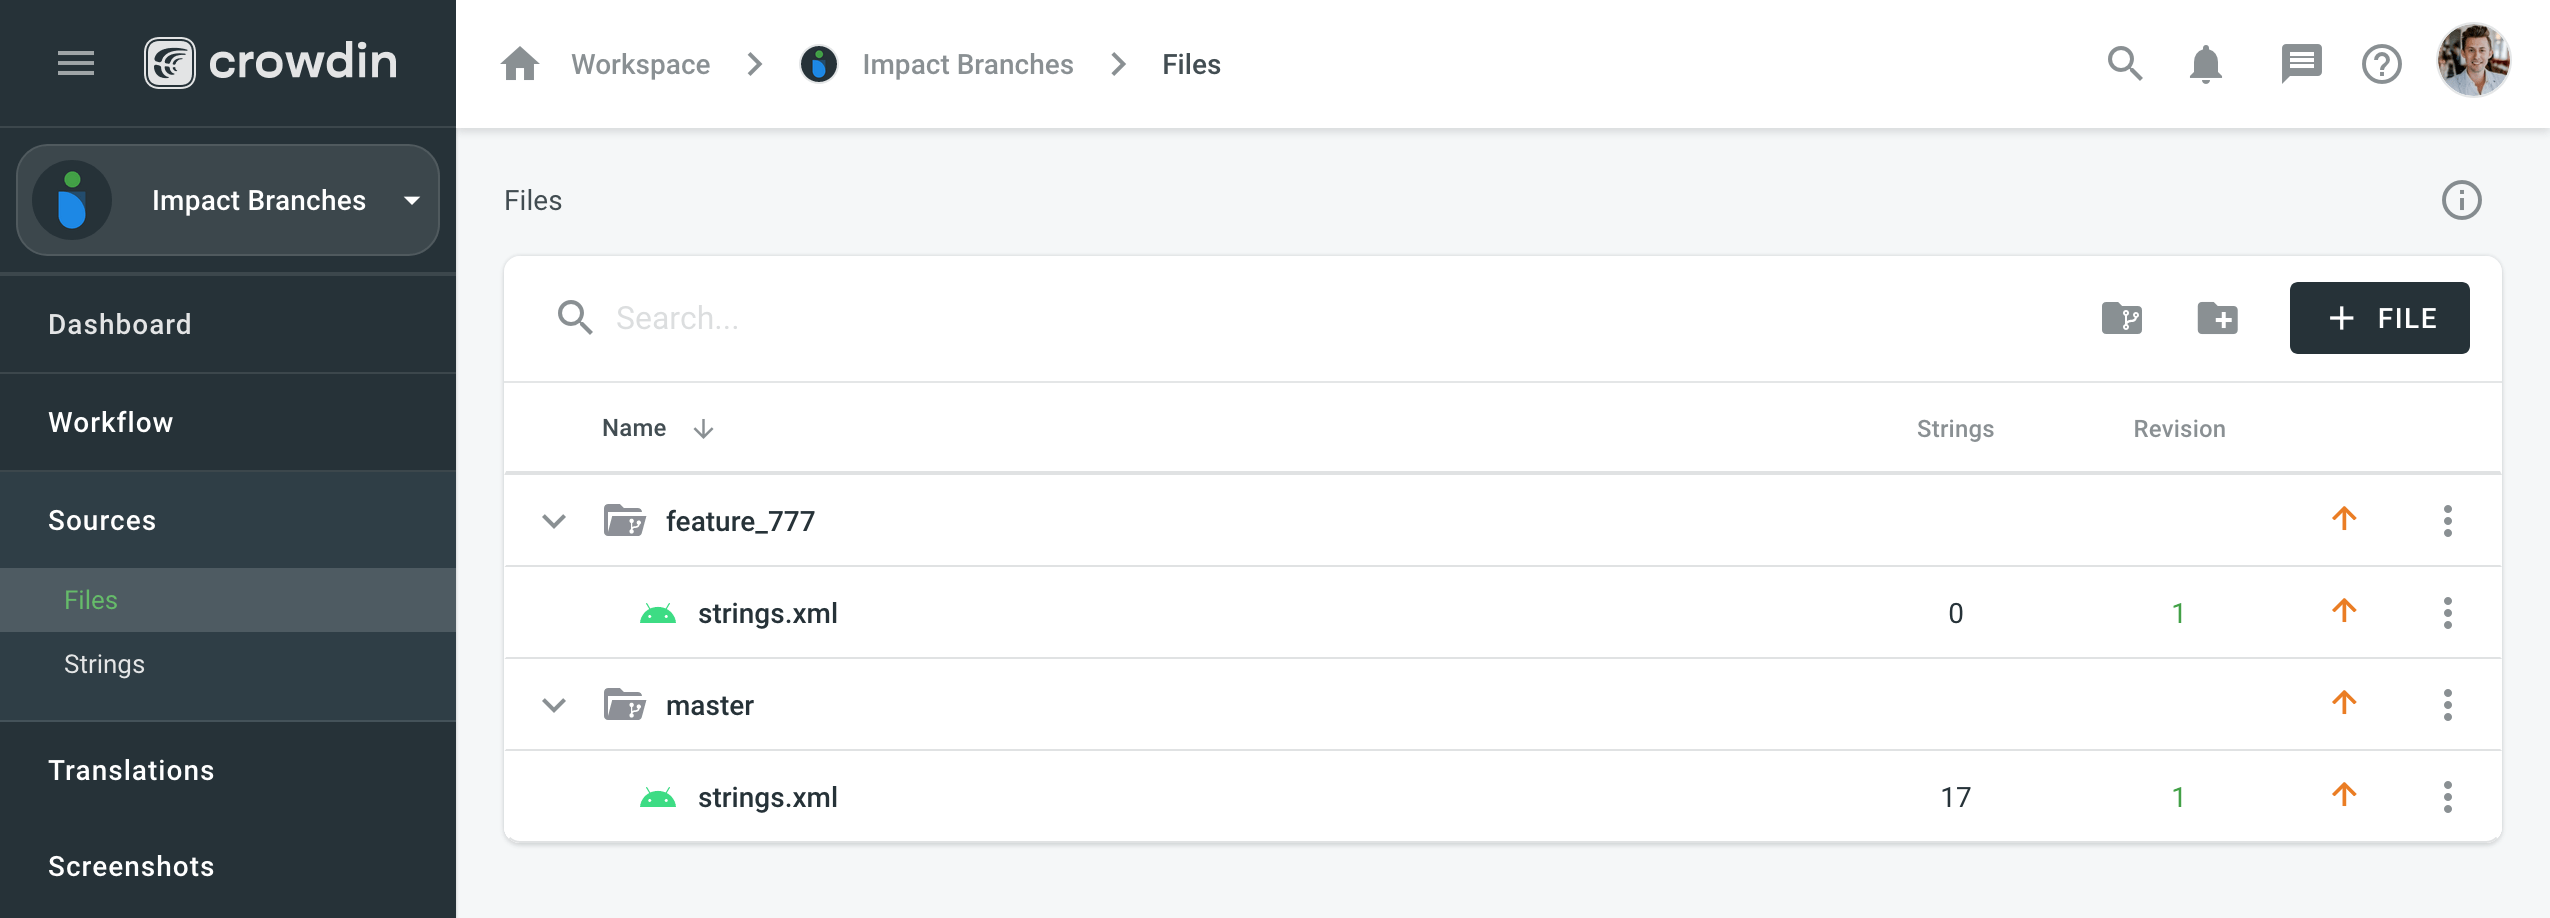 crowdin
Workspace
Impact Branches
Files
Impact Branches
Dashboard
Workflow
Sources
Files
Strings
Translations
Screenshots
Files
Search...
FILE
Name
Strings
Revision
feature_777
strings.xml
0
1
master
strings.xml
17
1